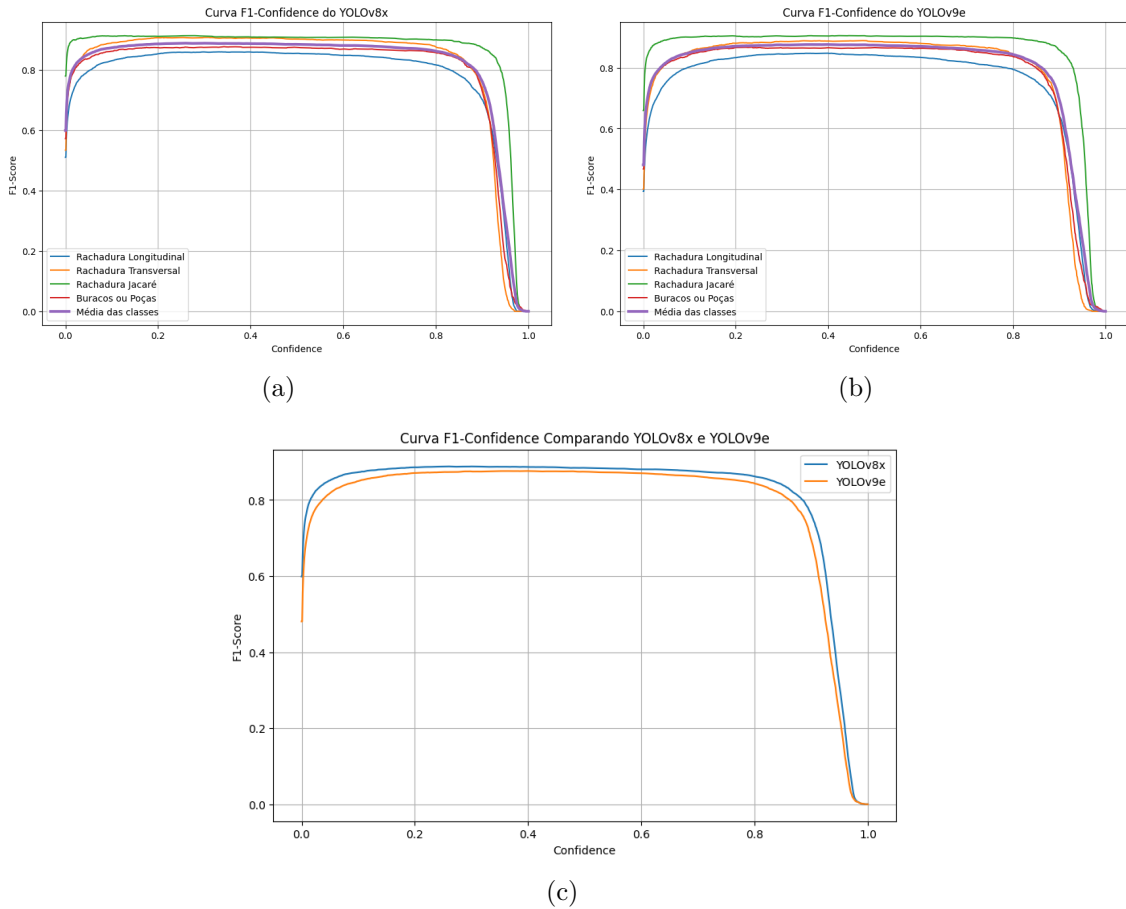 Curva F1-Confidence do YOLOv8x
F1-Score
0.8
0.6
0.4
0.2
0.0
Rachadura Longitudinal
Rachadura Transversal
Rachadura Jacaré
Buracos ou Poças
Média das classes
0.0 0.2 0.4 0.6 0.8 1.0
Confidence
(a)
Curva F1-Confidence do YOLOv9e
F1-Score
0.8
0.6
0.4
0.2
0.0
Rachadura Longitudinal
Rachadura Transversal
Rachadura Jacaré
Buracos ou Poças
Média das classes
0.0 0.2 0.4 0.6 0.8 1.0
Confidence
(b)
Curva F1-Confidence Comparando YOLOv8x e YOLOv9e
YOLOv8x
YOLOv9e
F1-Score
0.8
0.6
0.4
0.2
0.0
0.0 0.2 0.4 0.6 0.8 1.0
Confidence
(c)